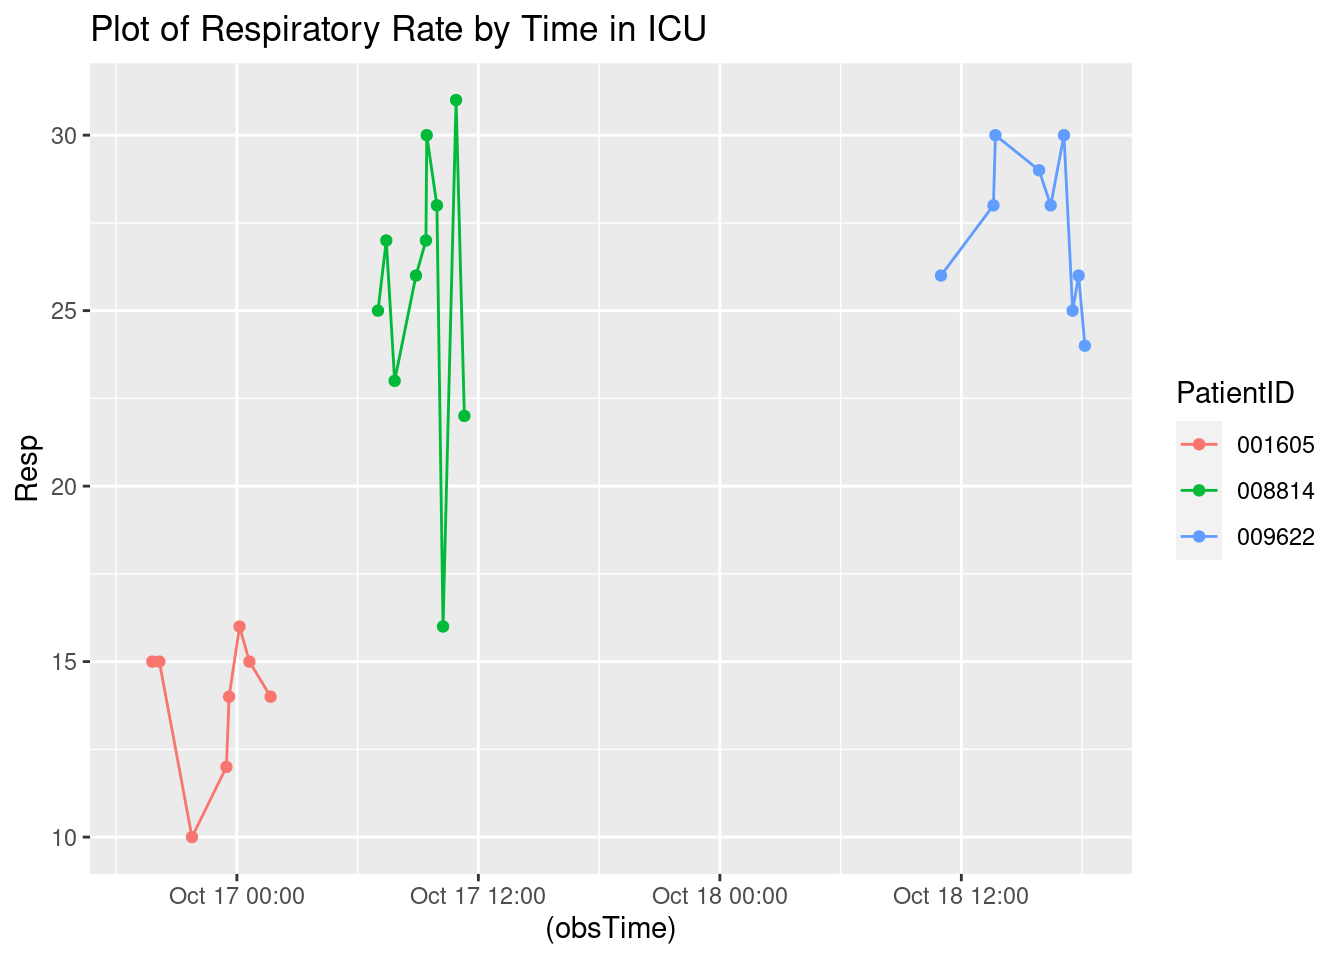 Plot of Respiratory Rate by Time in ICU
30
25
20
15
10
Resp
Oct 17 00:00
Oct 17 12:00
Oct 18 00:00
Oct 18 12:00
(obsTime)
PatientID
001605
008814
009622